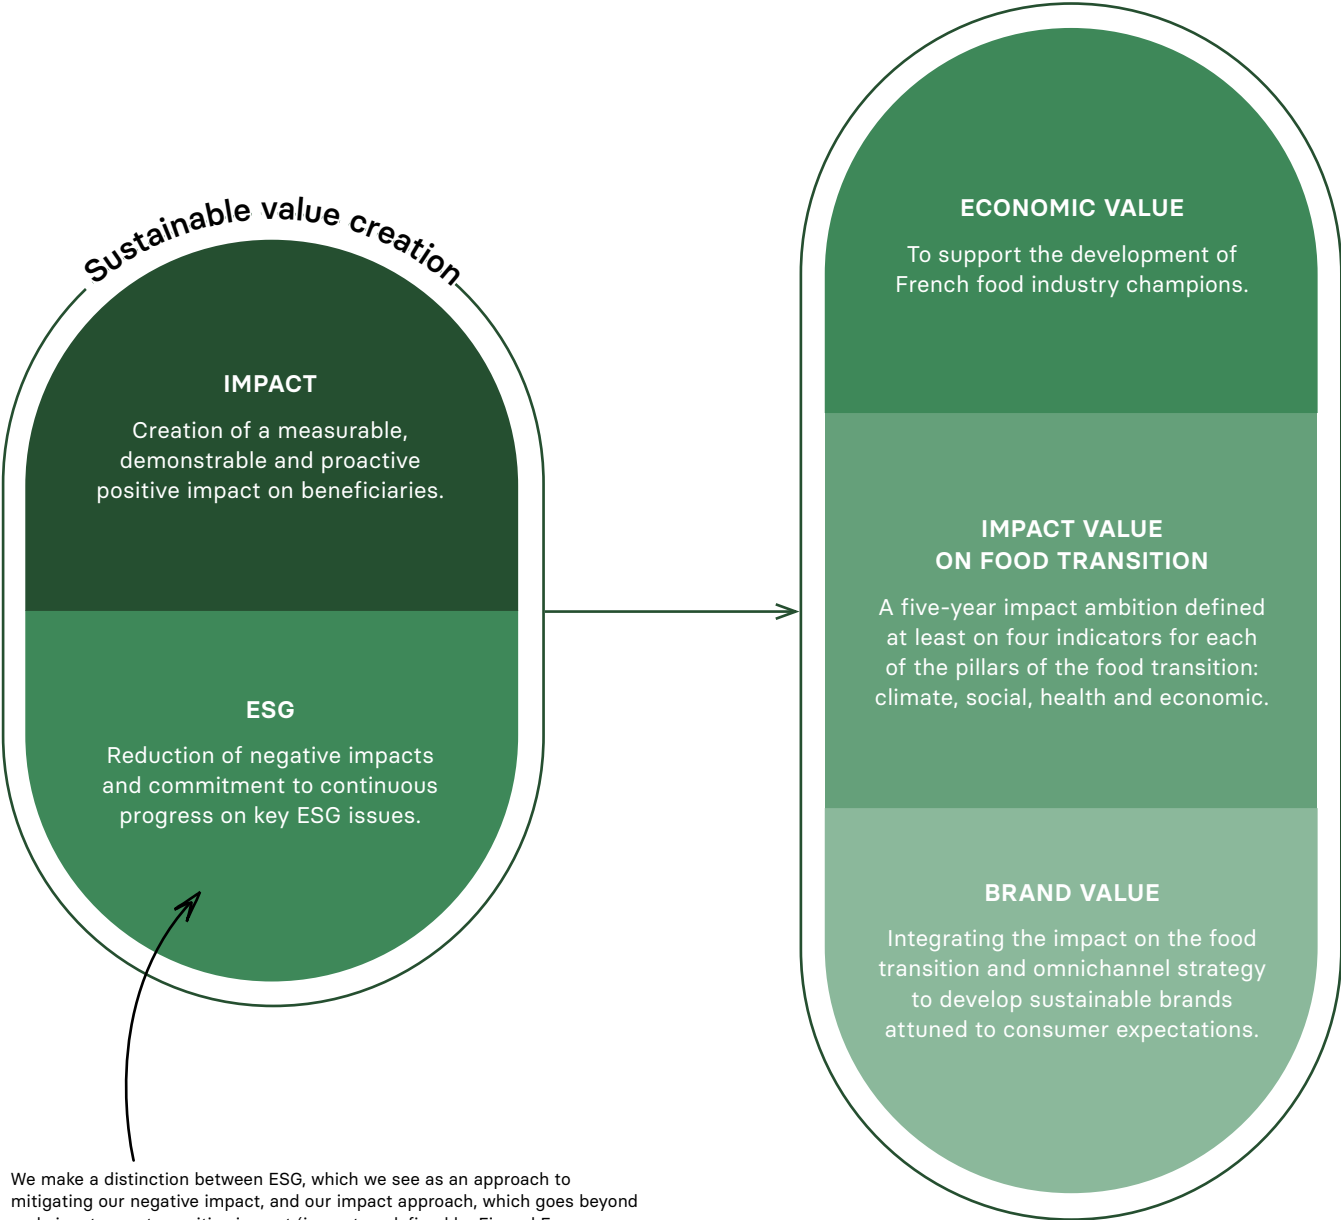 Sustainable value creation
IMPACT
Creation of a measurable,
demonstrable and proactive
positive impact on beneficiaries.
ESG
Reduction of negative impacts
and commitment to continuous
progress on key ESG issues.
We make a distinction between ESG, which we see as an approach to
mitigating our negative impact, and our impact approach, which goes beyond
ECONOMIC VALUE
To support the development of
French food industry champions.
IMPACT VALUE
ON FOOD TRANSITION
A five-year impact ambition defined
at least on four indicators for each
of the pillars of the food transition:
climate, social, health and economic.
BRAND VALUE
Integrating the impact on the food
transition and omnichannel strategy
to develop sustainable brands
attuned to consumer expectations.